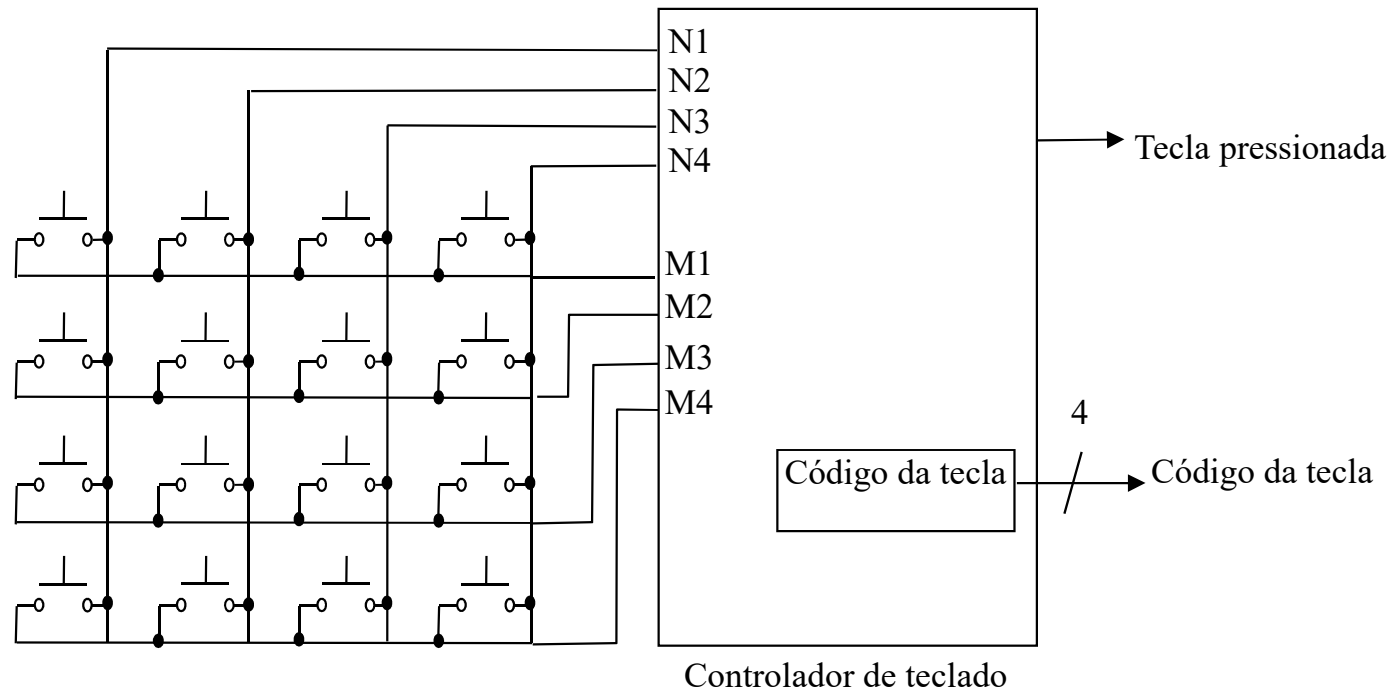 N1
N2
N3
N4
Tecla pressionada
M1
M2
M3
M4
4
Código da tecla
Código da tecla
Controlador de teclado